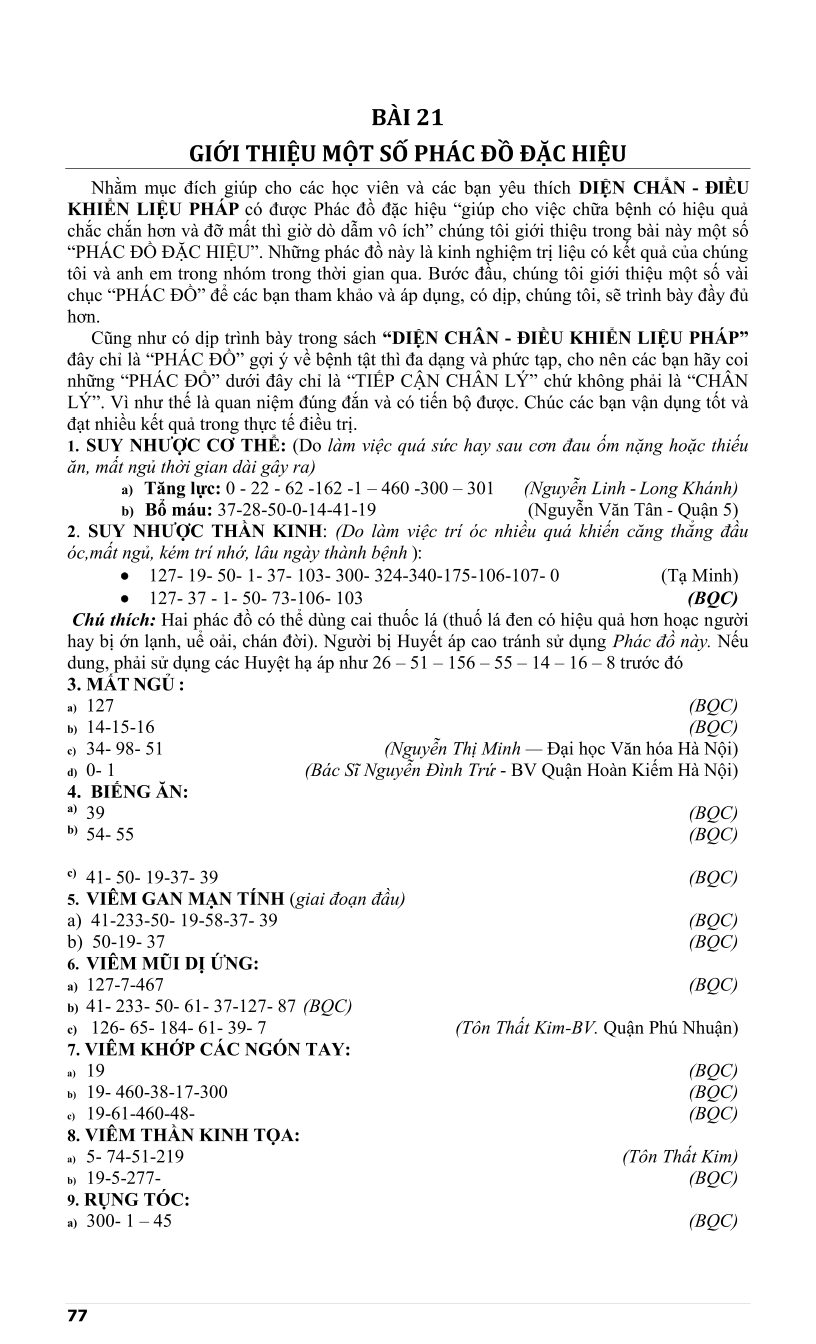 BÀI 21
GIỚI THIỆU MỘT SỐ PHÁC ĐỒ ĐẶC HIỆU
Nhằm mục đích giúp cho các học viên và các bạn yêu thích DIỆN CHẨN - ĐIỀU
KHIỂN LIỆU PHÁP có được Phác đồ đặc hiệu “giúp cho việc chữa bệnh có hiệu quả
chắc chắn hơn và đỡ mất thì giờ dò dẫm vô ích” chúng tôi giới thiệu trong bài này một số
“PHÁC ĐỒ ĐẶC HIỆU”. Những phác đồ này là kinh nghiệm trị liệu có kết quả của chúng
tôi và anh em trong nhóm trong thời gian qua. Bước đầu, chúng tôi giới thiệu một số vài
chục “PHÁC ĐỒ” để các bạn tham khảo và áp dụng, có dịp, chúng tôi, sẽ trình bày đầy đủ
hơn.
Cũng như có dịp trình bày trong sách “DIỆN CHÂN - ĐIỀU KHIỂN LIỆU PHÁP”
đây chỉ là “PHÁC ĐỒ” gợi ý về bệnh tật thì đa dạng và phức tạp, cho nên các bạn hãy coi
những “PHÁC ĐỒ” dưới đây chỉ là “TIẾP CẬN CHÂN LÝ” chứ không phải là “CHÂN
LÝ”. Vì như thế là quan niệm đúng đắn và có tiến bộ được. Chúc các bạn vận dụng tốt và
đạt nhiều kết quả trong thực tế điều trị.
1. SUY NHƯỢC CƠ THỂ: (Do làm việc quá sức hay sau cơn đau ốm nặng hoặc thiếu
ăn, mất ngủ thời gian dài gây ra)
a) Tăng lực: 0 - 22 - 62 -162 -1 – 460 -300 – 301 (Nguyễn Linh - Long Khánh)
b) Bổ máu: 37-28-50-0-14-41-19 (Nguyễn Văn Tân - Quận 5)
2. SUY NHƯỢC THẦN KINH: (Do làm việc trí óc nhiều quá khiến căng thẳng đầu
óc,mất ngủ, kém trí nhớ, lâu ngày thành bệnh ):
● 127- 19- 50- 1- 37- 103- 300- 324-340-175-106-107- 0 (Tạ Minh)
● 127- 37 - 1- 50- 73-106- 103 (BQC)
Chú thích: Hai phác đồ có thể dùng cai thuốc lá (thuố lá đen có hiệu quả hơn hoặc người
hay bị ớn lạnh, uể oải, chán đời). Người bị Huyết áp cao tránh sử dụng Phác đồ này. Nếu
dung, phải sử dụng các Huyệt hạ áp như 26 – 51 – 156 – 55 – 14 – 16 – 8 trước đó
3. MẤT NGỦ :
a) 127 (BQC)
b) 14-15-16 (BQC)
c) 34- 98- 51 (Nguyễn Thị Minh — Đại học Văn hóa Hà Nội)
d) 0- 1 (Bác Sĩ Nguyễn Đình Trứ - BV Quận Hoàn Kiếm Hà Nội)
4. BIẾNG ĂN:
a) 39 (BQC)
b) 54- 55 (BQC)
c) 41- 50- 19-37- 39 (BQC)
5. VIÊM GAN MẠN TÍNH (giai đoạn đầu)
a) 41-233-50- 19-58-37- 39 (BQC)
b) 50-19- 37 (BQC)
6. VIÊM MŨI DỊ ỨNG:
a) 127-7-467 (BQC)
b) 41- 233- 50- 61- 37-127- 87 (BQC)
c) 126- 65- 184- 61- 39- 7 (Tôn Thất Kim-BV. Quận Phú Nhuận)
7. VIÊM KHỚP CÁC NGÓN TAY:
a) 19 (BQC)
b) 19- 460-38-17-300 (BQC)
c) 19-61-460-48- (BQC)
8. VIÊM THẦN KINH TỌA:
a) 5- 74-51-219 (Tôn Thất Kim)
b) 19-5-277- (BQC)
9. RỤNG TÓC:
a) 300- 1 – 45 (BQC)
77